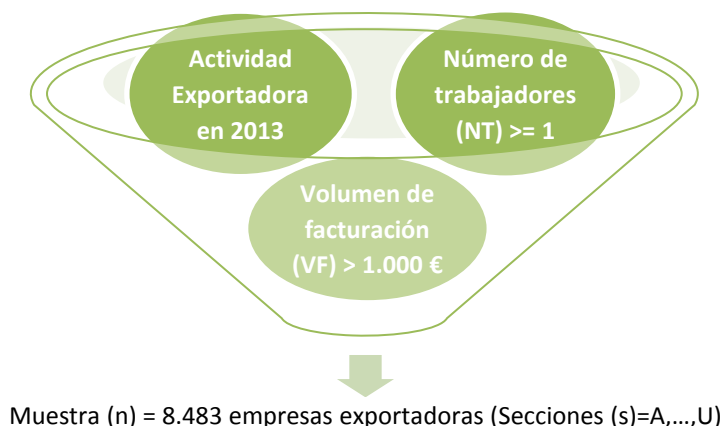 Actividad
Exportadora
en 2013
Número de
trabajadores
(NT) >= 1
Volumen de
facturación
(VF) > 1.000 €
Muestra (n) = 8.483 empresas exportadoras (Secciones (s)=A,...,U)